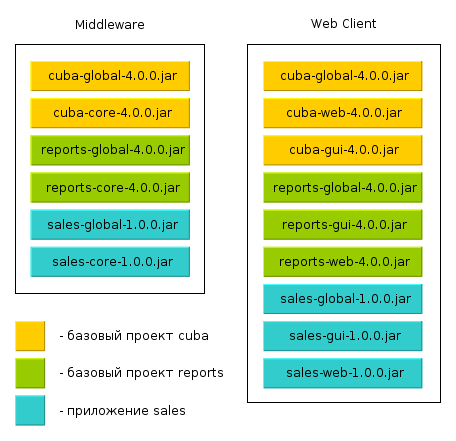 Middleware
cuba-global-4.0.0.jar
cuba-core-4.0.0.jar
reports-global-4.0.0.jar
reports-core-4.0.0.jar
sales-global-1.0.0.jar
sales-core-1.0.0.jar
Web Client
cuba-global-4.0.0.jar
cuba-web-4.0.0.jar
cuba-gui-4.0.0.jar
reports-global-4.0.0.jar
reports-gui-4.0.0.jar
reports-web-4.0.0.jar
sales-global-1.0.0.jar
sales-gui-1.0.0.jar
sales-web-1.0.0.jar
- базовый проект cuba
- базовый проект reports
- приложение sales